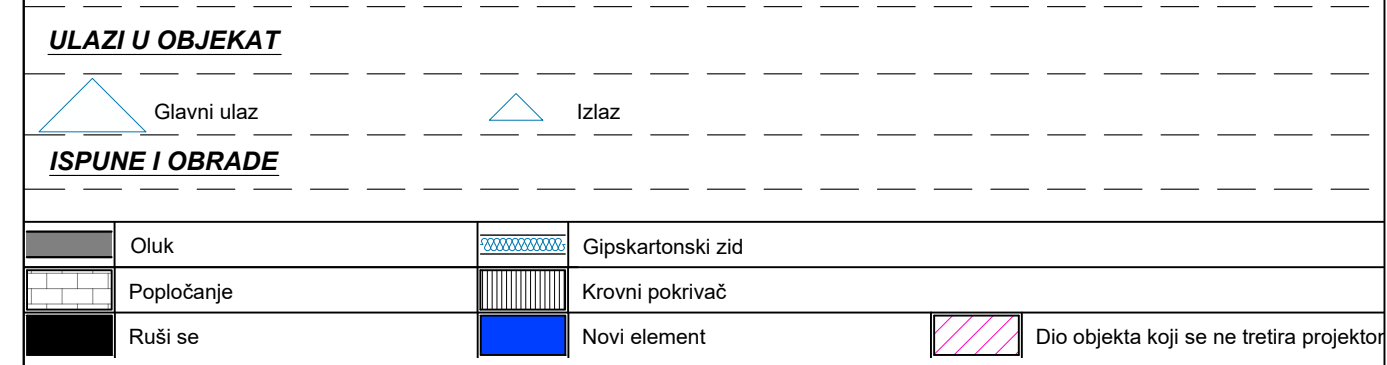 ULAZI U OBJEKAT
Glavni ulaz Izlaz
ISPUNE I OBRADE
Oluk Gipskartonski zid
Popločanje Krovni pokrivač
Ruši se Novi element Dio objekta koji se ne tretira projektom